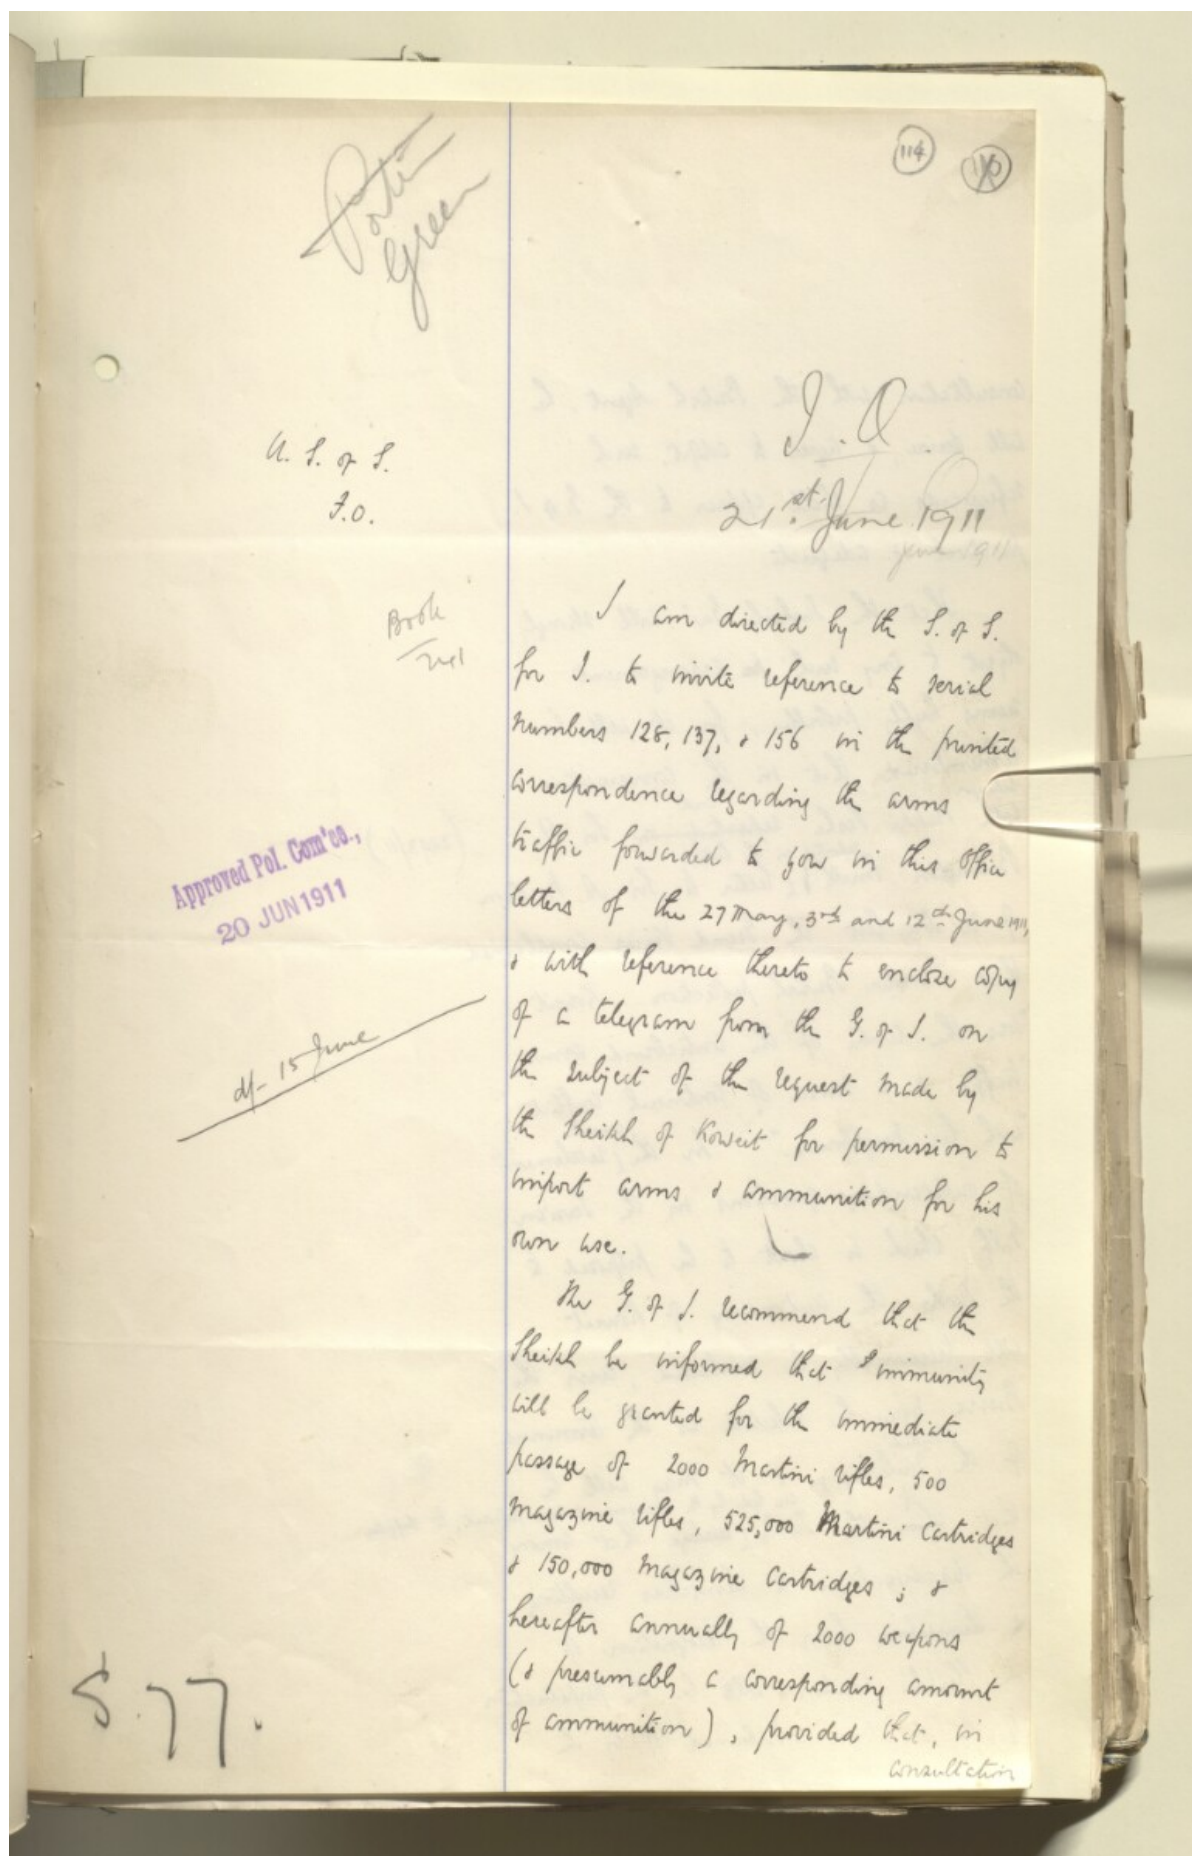 114
Green
U. S. of S.
F.O.
I.O.
21st June 1911
Book
Approved Pol. Com'ee.,
20 JUN 1911
df- 15 June
I am directed by the S. of S.
for I. to invite reference to serial
numbers 128, 137, & 156 in the printed
correspondence regarding the arms
traffic forwarded to you in this office
letters of the 27 May, 3rd and 12th June 1911,
& with reference thereto to enclose copy
of a telegram from the G. of I. on
the subject of the request made by
the Sheikh of Koweit for permission to
import arms & ammunition for his
own use.
The G. of I. recommend that the
Sheikh be informed that immunity
will be granted for the immediate
passage of 2000 Martini rifles, 500
magazine rifles, 525,000 Martini Cartridges
& 150,000 Magazine Cartridges ; &
hereafter annually of 2000 weapons
(& presumably a corresponding amount
of ammunition), provided that, in
consultation
S.77.